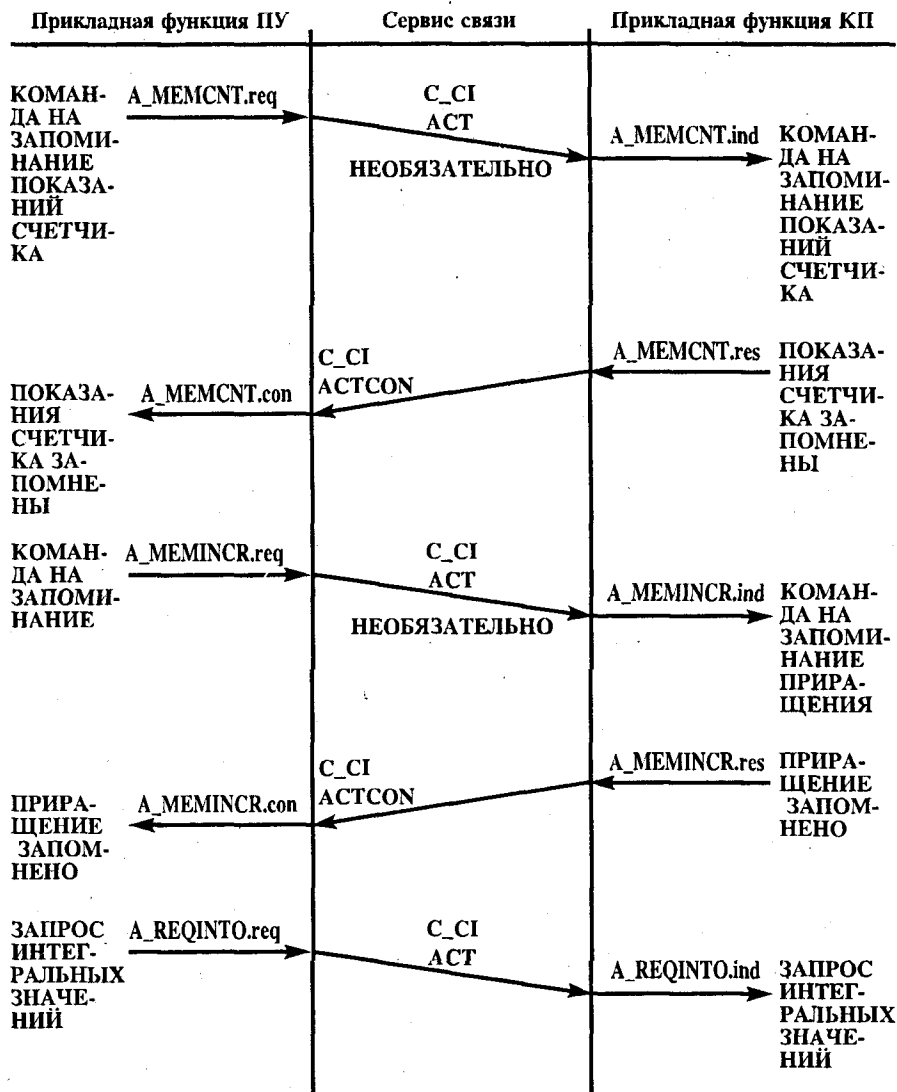 Прикладная функция ПУ
Сервис связи
Прикладная функция КП
КОМАН-
ДА НА
ЗАПОМИ-
НАНИЕ
ПОКАЗА-
НИЙ
СЧЕТЧИ-
КА
A_MEMCNT.req
C_CI
ACT
НЕОБЯЗАТЕЛЬНО
A_MEMCNT.ind
КОМАН-
ДА НА
ЗАПОМИ-
НАНИЕ
ПОКАЗА-
НИЙ
СЧЕТЧИ-
КА
ПОКАЗА-
НИЯ
СЧЕТЧИ-
КА ЗА-
ПОМНЕ-
НЫ
A_MEMCNT.con
C_CI
ACTCON
A_MEMCNT.res
ПОКАЗА-
НИЯ
СЧЕТЧИ-
КА ЗА-
ПОМНЕ-
НЫ
КОМАН-
ДА НА
ЗАПОМИ-
НАНИЕ
A_MEMINCR.req
C_CI
ACT
НЕОБЯЗАТЕЛЬНО
A_MEMINCR.ind
КОМАН-
ДА НА
ЗАПОМИ-
НАНИЕ
ПРИРА-
ЩЕНИЯ
ПРИРА-
ЩЕНИЕ
ЗАПОМ-
НЕНО
A_MEMINCR.con
C_CI
ACTCON
A_MEMINCR.res
ПРИРА-
ЩЕНИЕ
ЗАПОМ-
НЕНО
ЗАПРОС
ИНТЕГ-
РАЛЬНЫХ
ЗНАЧЕ-
НИЙ
A_REQINTO.req
C_CI
ACT
A_REQINTO.ind
ЗАПРОС
ИНТЕГ-
РАЛЬНЫХ
ЗНАЧЕ-
НИЙ